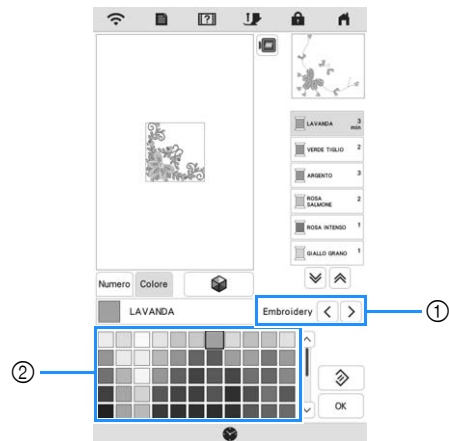 [?]
LAVANDA 3 min
VERDE TIGLIO 2
ARGENTO 3
ROSA SALMONE 2
ROSA INTENSO 1
GIALLO GRANO 1
Numero Colore
LAVANDA Embroidery < >
①
②
OK